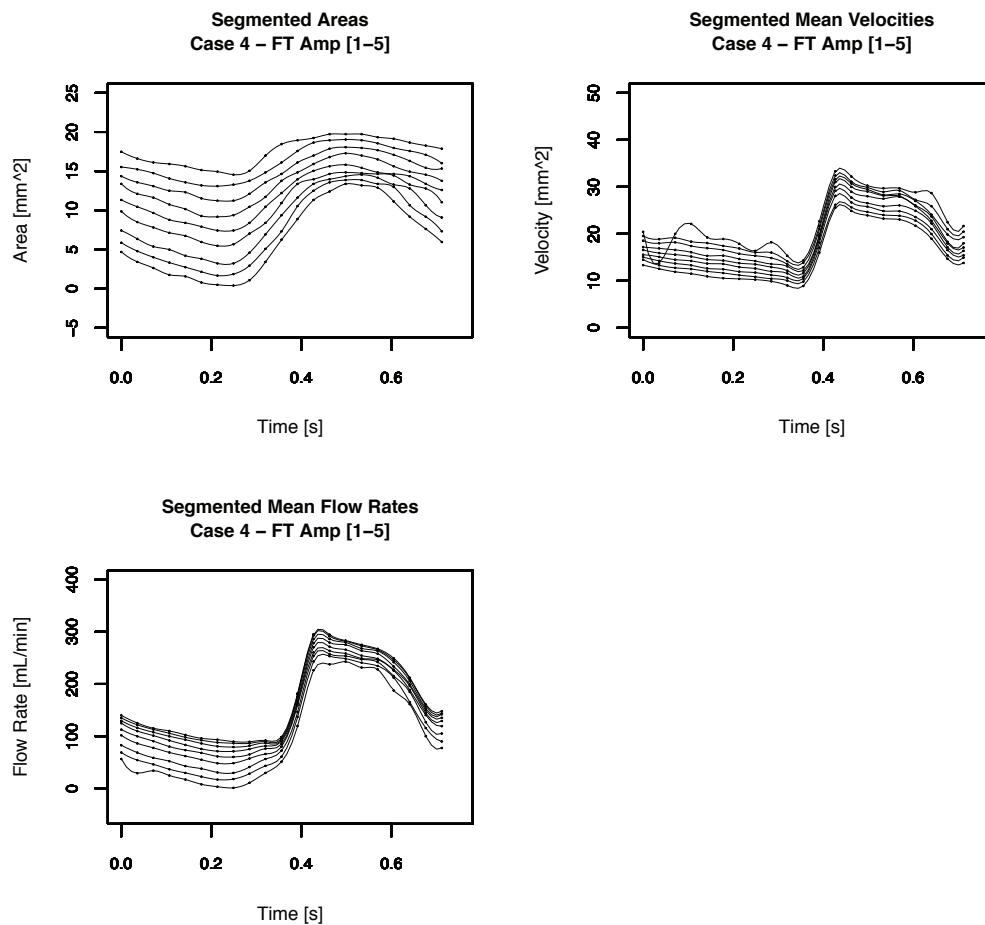 Segmented Areas
Case 4 – FT Amp [1–5]
25
20
15
10
5
0
−5
Area [mm^2]
0.0 0.2 0.4 0.6
Time [s]
Segmented Mean Velocities
Case 4 – FT Amp [1–5]
50
40
30
20
10
0
Velocity [mm^2]
0.0 0.2 0.4 0.6
Time [s]
Segmented Mean Flow Rates
Case 4 – FT Amp [1–5]
400
300
200
100
0
Flow Rate [mL/min]
0.0 0.2 0.4 0.6
Time [s]